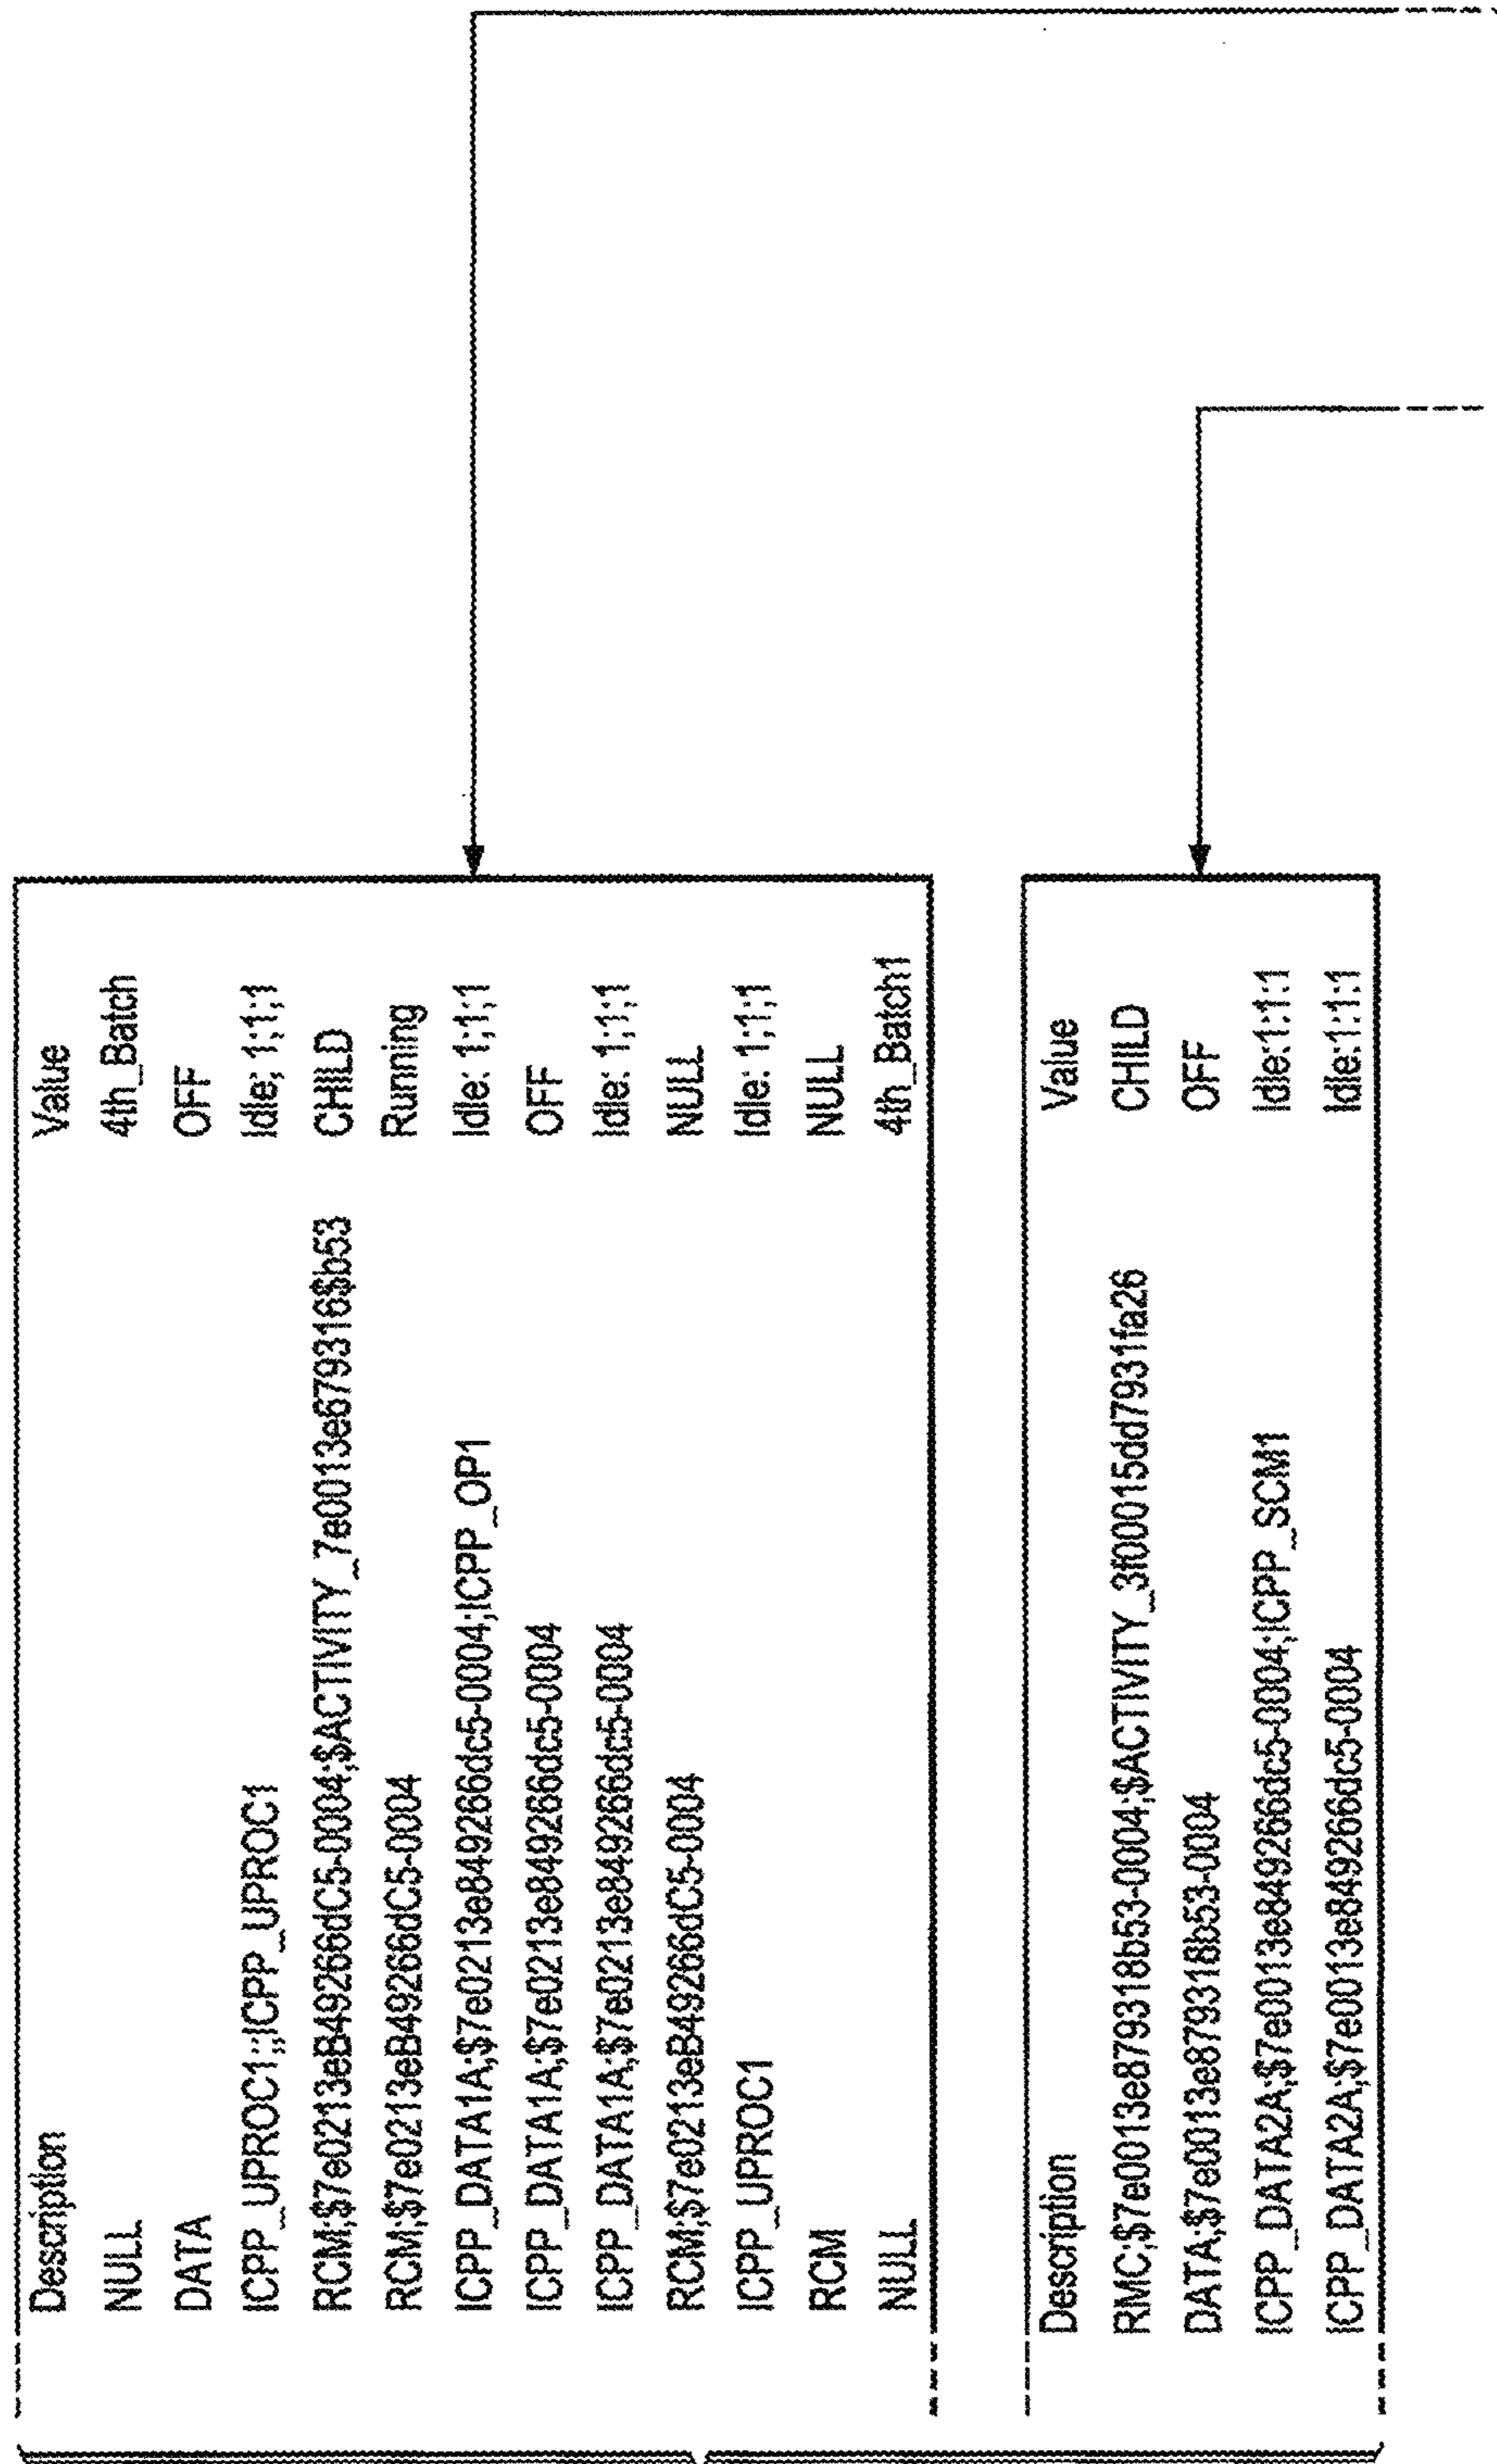 Description Value
NULL 4th_Batch
DATA OFF
ICPP_UPROC1;;ICPP_UPROC1 Idle; 1;1;1
RCM;$7e0213eB49266dC5-0004;$ACTIVITY_7e0013e679316$b53 CHILD
RCM;$7e0213eB49266dC5-0004 Running
ICPP_DATA1A;$7e0213e849266dc5-0004;ICPP_OP1 Idle: 1;1;1
ICPP_DATA1A;$7e0213e849266dc5-0004 OFF
ICPP_DATA1A;$7e0213e849266dc5-0004 Idle: 1;1;1
RCM;$7e0213eB49266dC5-0004 NULL
ICPP_UPROC1 Idle: 1;1;1
RCM NULL
NULL 4th_Batch1
Description Value
RMC;$7e0013e879318b53-0004;$ACTIVITY_3f00015dd7931fa26 CHILD
DATA;$7e0013e879318b53-0004 OFF
ICPP_DATA2A;$7e0013e849266dc5-0004;ICPP_SCM1 Idle:1:1:1
ICPP_DATA2A;$7e0013e849266dc5-0004 Idle:1:1:1